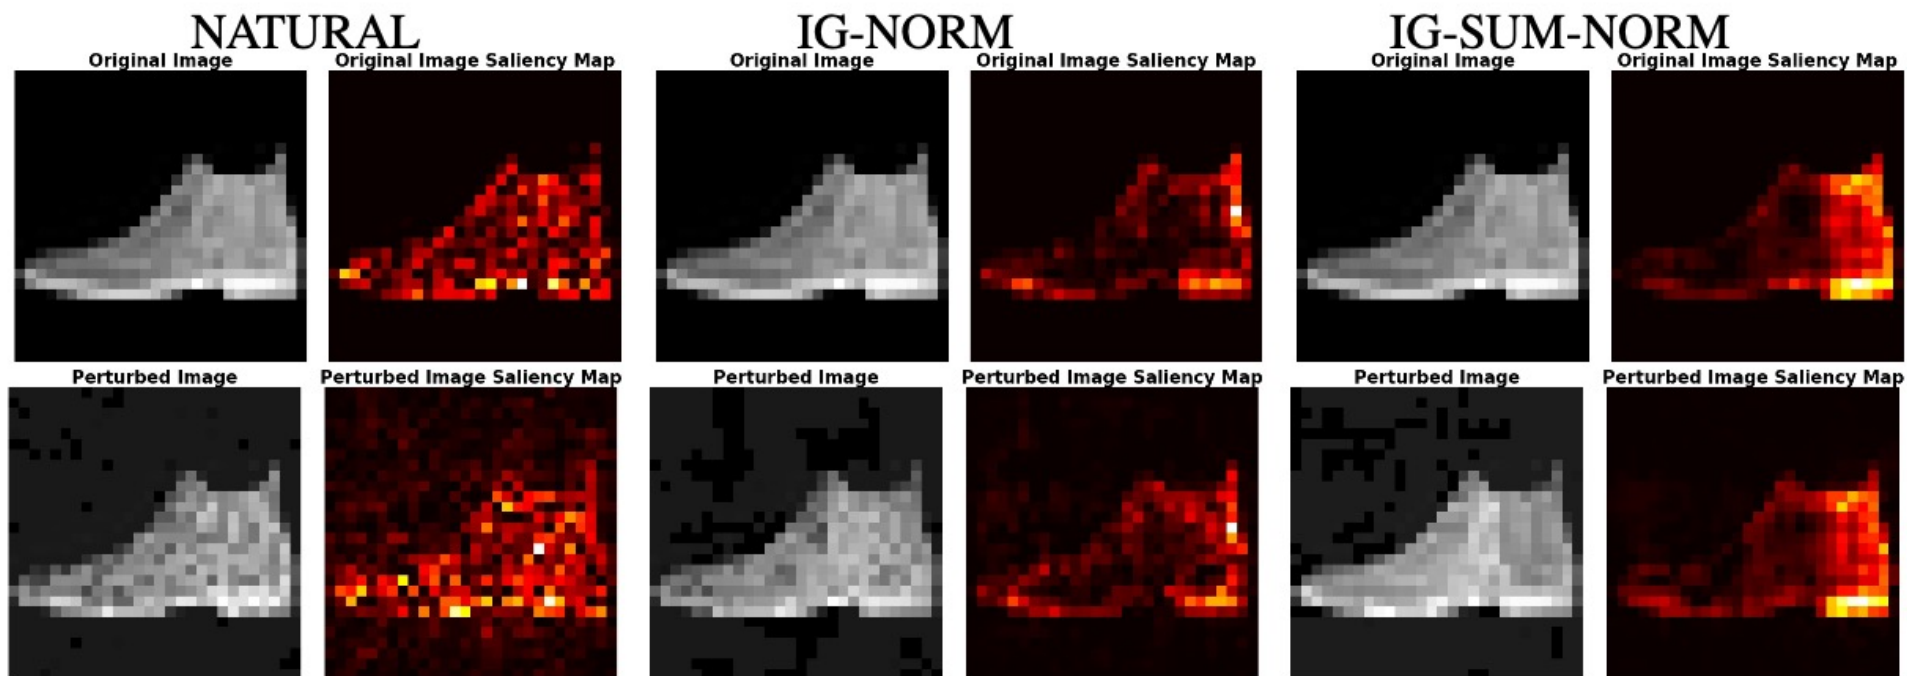 NATURAL IG-NORM IG-SUM-NORM
Original Image Original Image Saliency Map Original Image Original Image Saliency Map Original Image Original Image Saliency Map
Perturbed Image Perturbed Image Saliency Map Perturbed Image Perturbed Image Saliency Map Perturbed Image Perturbed Image Saliency Map